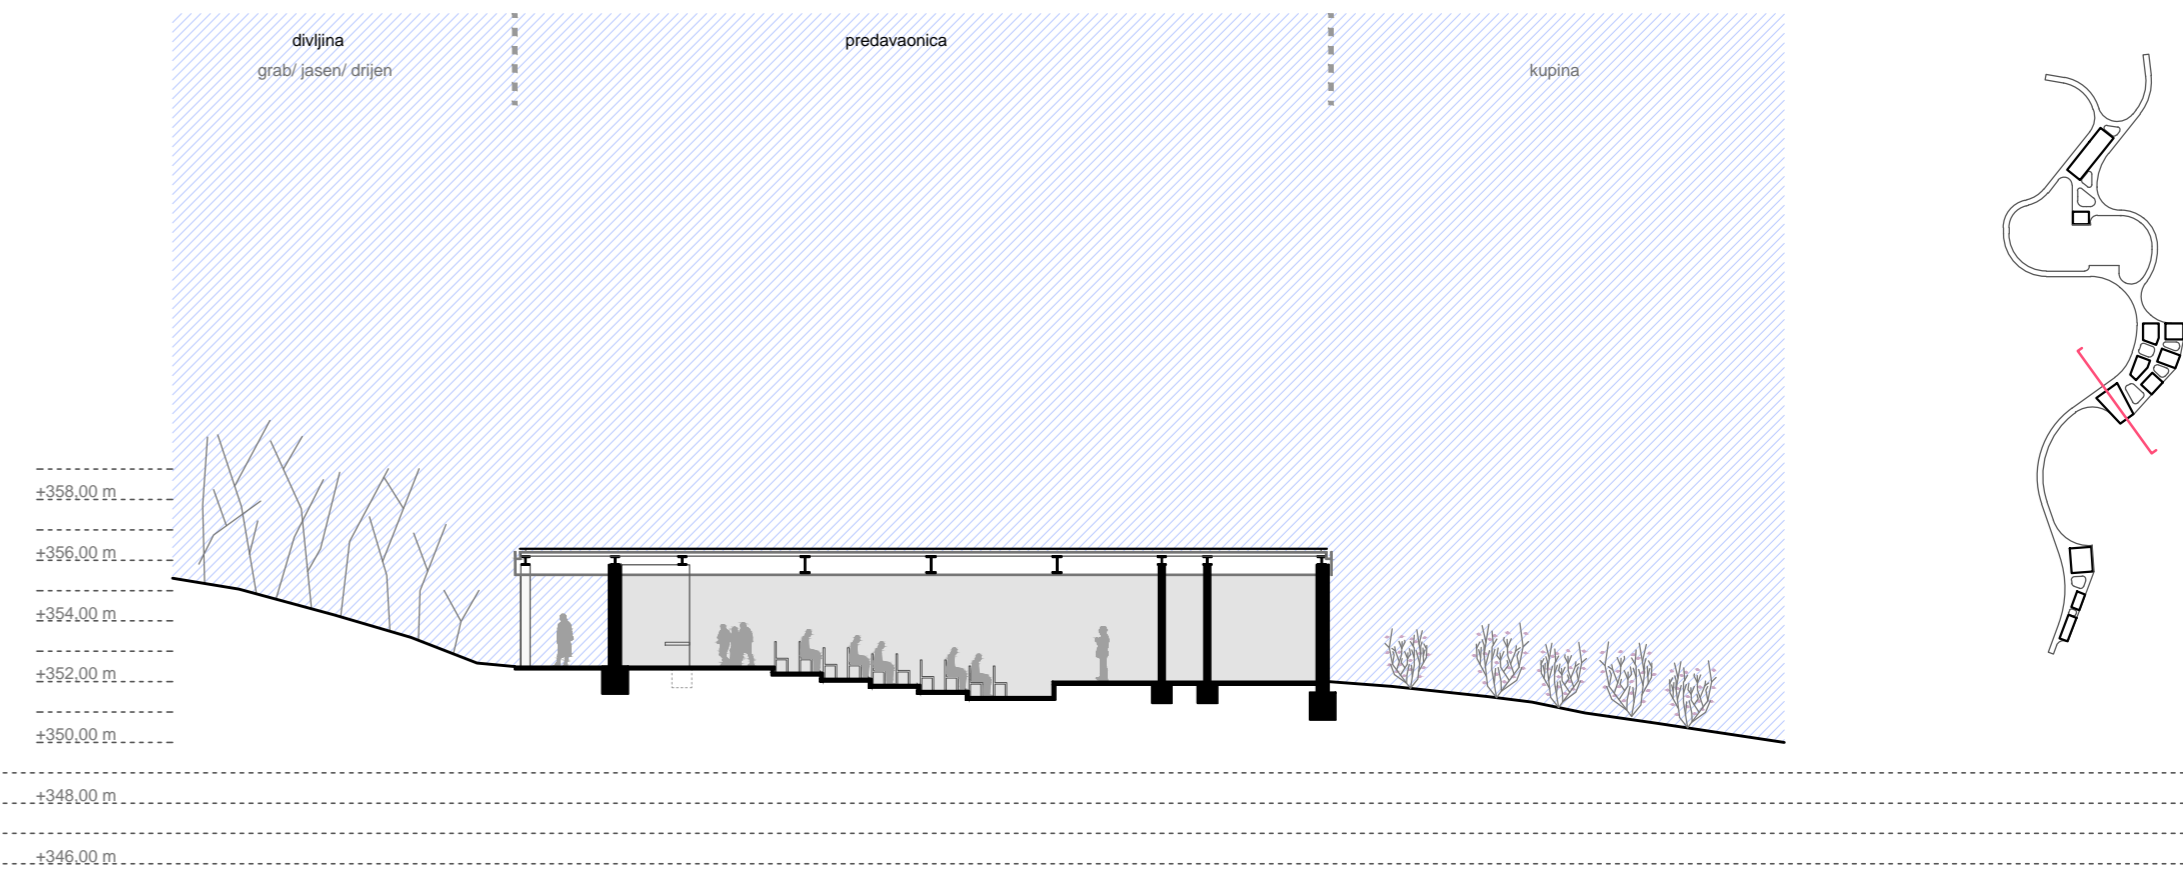 divljina
predavaonica
grab/ jasen/ drijen
kupina
+358,00 m
+356,00 m
+354,00 m
+352,00 m
+350,00 m
+348,00 m
+346,00 m